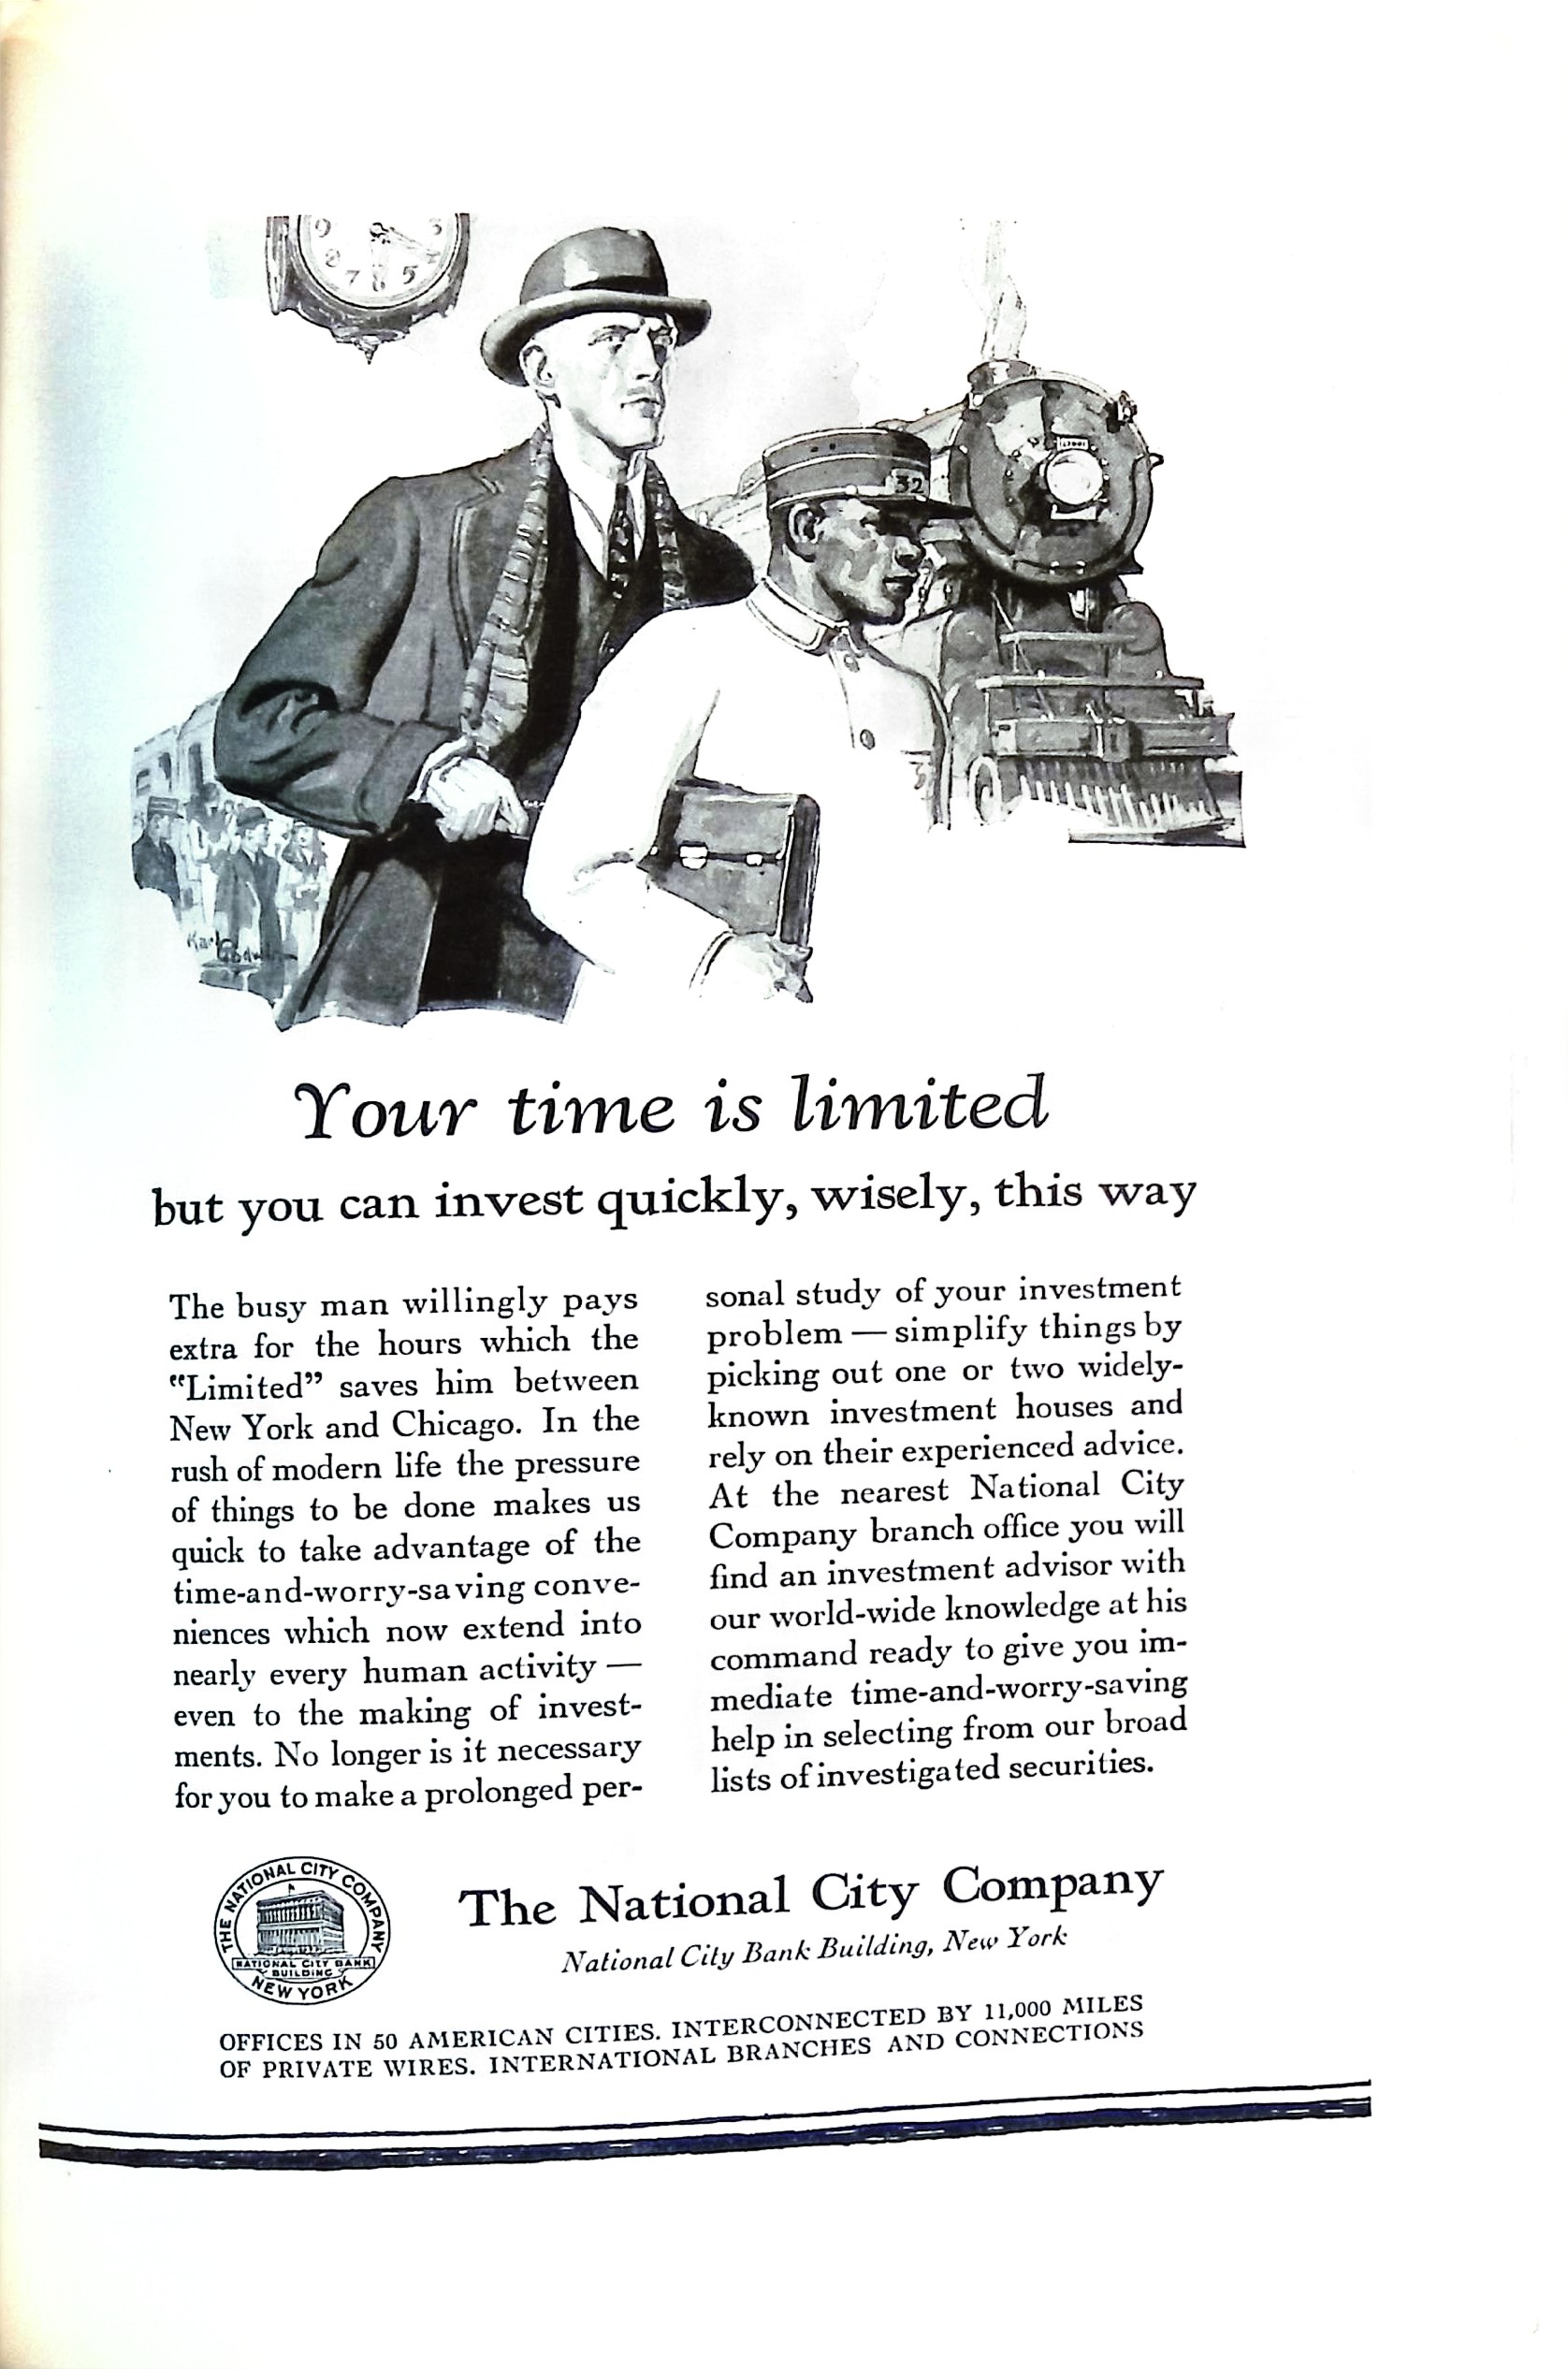 9 3
7 6 5
32
Karl Godwin
Your time is limited
but you can invest quickly, wisely, this way
The busy man willingly pays
extra for the hours which the
“Limited” saves him between
New York and Chicago. In the
rush of modern life the pressure
of things to be done makes us
quick to take advantage of the
time-and-worry-saving conve-
niences which now extend into
nearly every human activity —
even to the making of invest-
ments. No longer is it necessary
for you to make a prolonged per-
sonal study of your investment
problem — simplify things by
picking out one or two widely-
known investment houses and
rely on their experienced advice.
At the nearest National City
Company branch office you will
find an investment advisor with
our world-wide knowledge at his
command ready to give you im-
mediate time-and-worry-saving
help in selecting from our broad
lists of investigated securities.
THE NATIONAL CITY COMPANY
NATIONAL CITY BANK
BUILDING
NEW YORK
The National City Company
National City Bank Building, New York
OFFICES IN 50 AMERICAN CITIES. INTERCONNECTED BY 11,000 MILES
OF PRIVATE WIRES. INTERNATIONAL BRANCHES AND CONNECTIONS